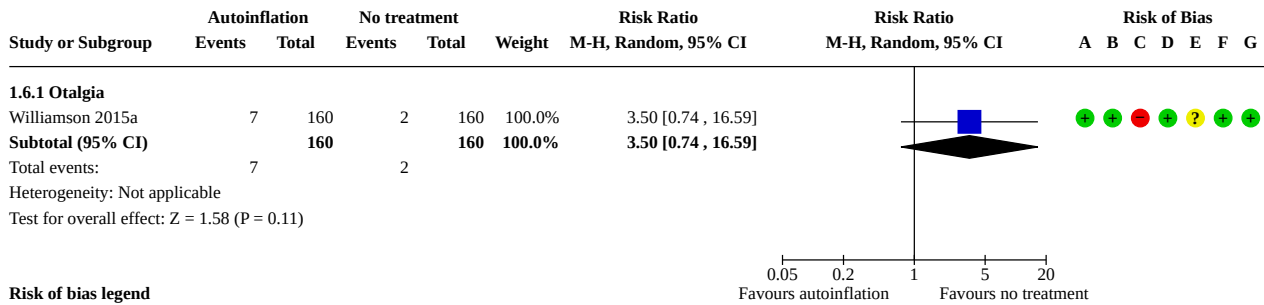 Autoinflation No treatment Risk Ratio Risk Ratio Risk of Bias
Study or Subgroup Events Total Events Total Weight M-H, Random, 95% CI M-H, Random, 95% CI A B C D E F G
1.6.1 Otalgia
Williamson 2015a 7 160 2 160 100.0% 3.50 [0.74 , 16.59] + + − + ? + +
Subtotal (95% CI) 160 160 100.0% 3.50 [0.74 , 16.59]
Total events: 7 2
Heterogeneity: Not applicable
Test for overall effect: Z = 1.58 (P = 0.11)
0.05 0.2 1 5 20
Favours autoinflation Favours no treatment
Risk of bias legend